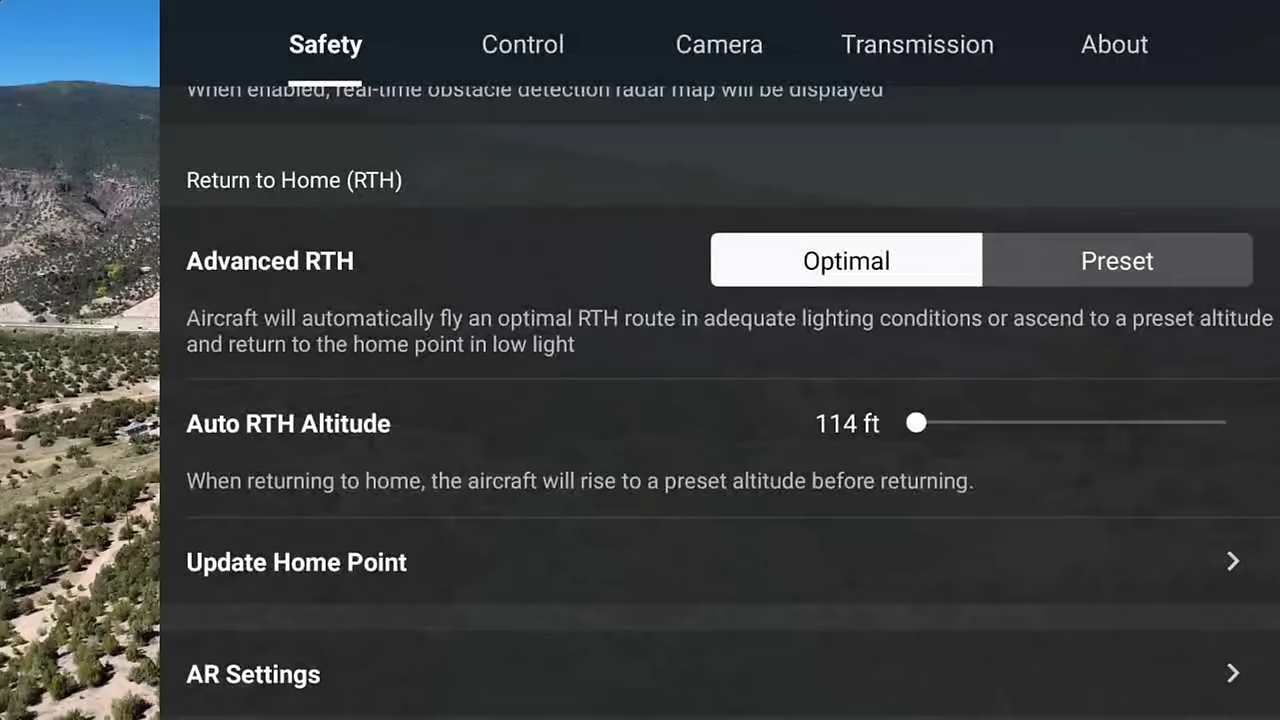 Safety Control Camera Transmission About
When enabled, real-time obstacle detection radar map will be displayed
Return to Home (RTH)
Advanced RTH Optimal Preset
Aircraft will automatically fly an optimal RTH route in adequate lighting conditions or ascend to a preset altitude
and return to the home point in low light
Auto RTH Altitude 114 ft
When returning to home, the aircraft will rise to a preset altitude before returning.
Update Home Point
AR Settings